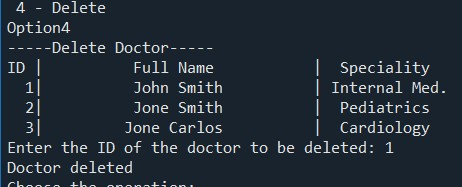 4 - Delete
Option4
-----Delete Doctor-----
ID |          Full Name          |  Speciality
  1|          John Smith         | Internal Med.
  2|          Jone Smith         |  Pediatrics
  3|         Jone Carlos         |  Cardiology
Enter the ID of the doctor to be deleted: 1
Doctor deleted
Choose the operation: